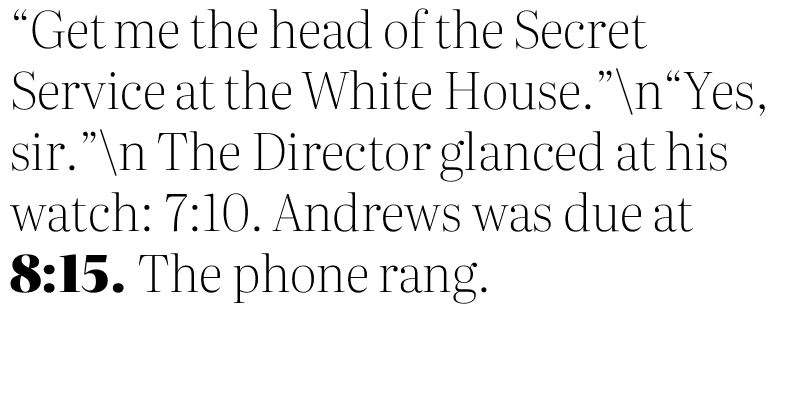 “Get me the head of the Secret
Service at the White House.”\n“Yes,
sir.”\n The Director glanced at his
watch: 7:10. Andrews was due at
8:15. The phone rang.